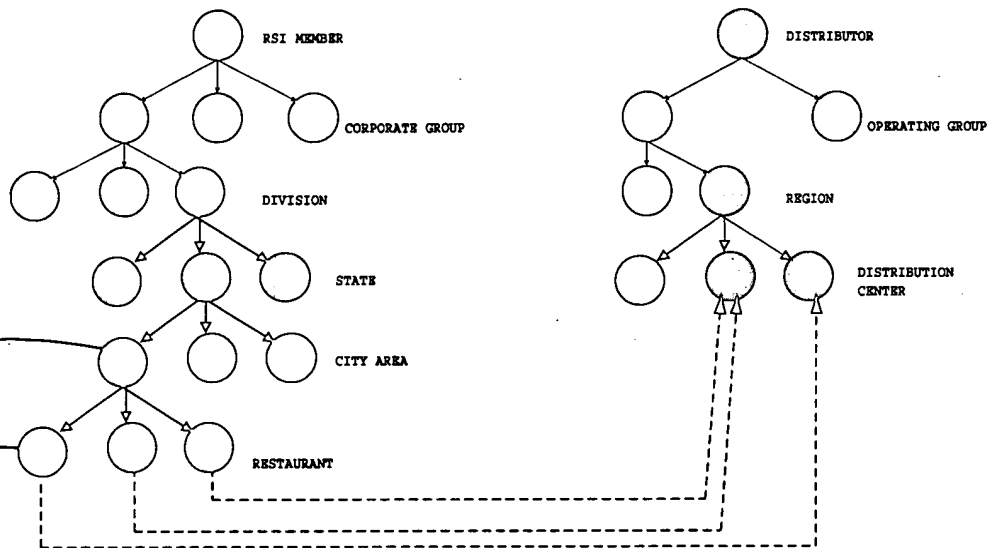 RSI MEMBER
DISTRIBUTOR
CORPORATE GROUP
OPERATING GROUP
DIVISION
REGION
STATE
DISTRIBUTION
CENTER
CITY AREA
RESTAURANT